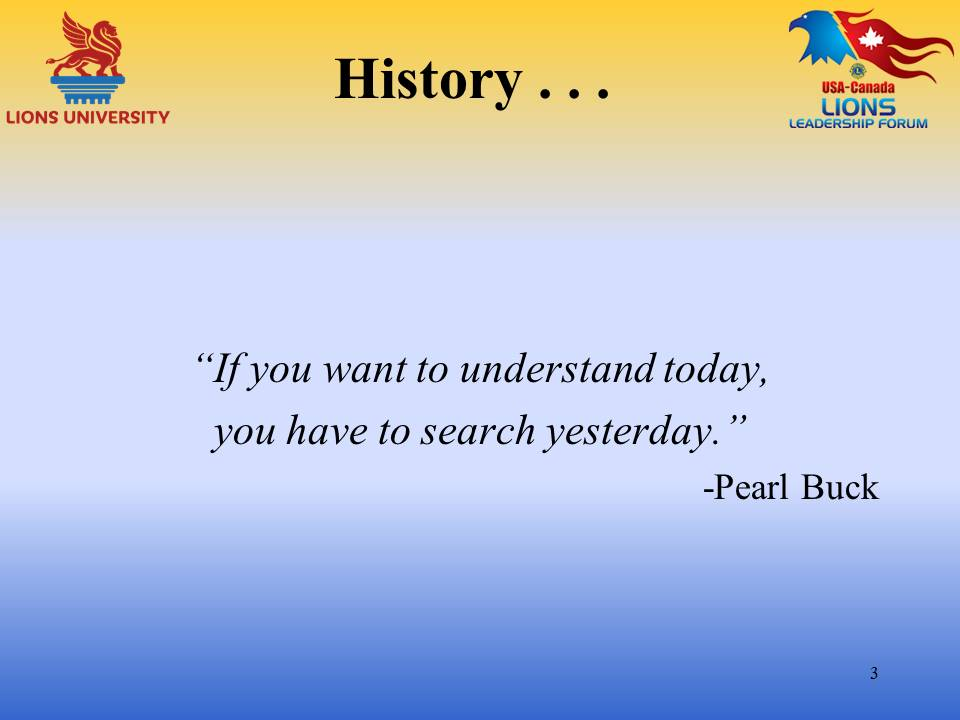 LIONS UNIVERSITY
History . . .
USA-Canada
LIONS
LEADERSHIP FORUM
“If you want to understand today,
you have to search yesterday.”
-Pearl Buck
3